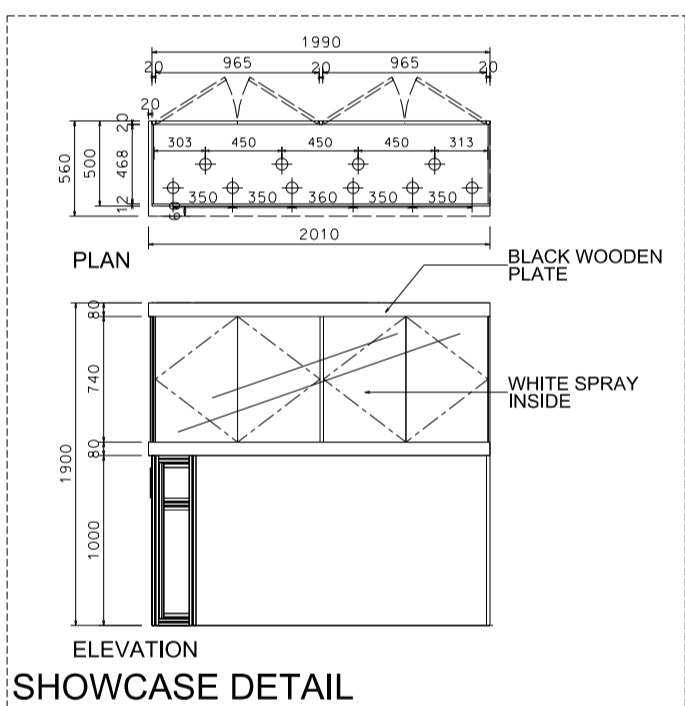 1990
20 965 20 965 20
20
303 450 450 450 313
560 500 20 468 12
350 350 360 350 350
60
2010
PLAN
BLACK WOODEN
PLATE
80
740
WHITE SPRAY
INSIDE
1900
80
1000
ELEVATION
SHOWCASE DETAIL